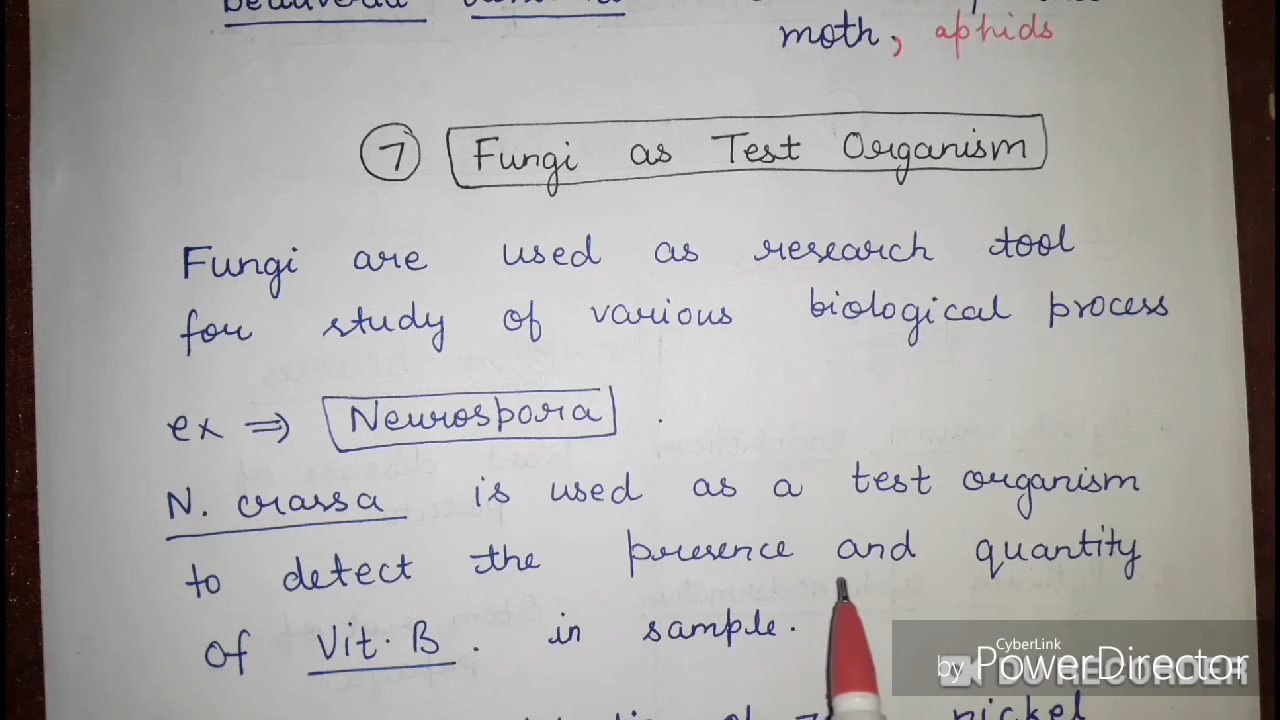 moth, aphids
7 Fungi as Test Organism
Fungi are used as research tool
for study of various biological process
ex ⇒ Neurospora .
N. crassa is used as a test organism
to detect the presence and quantity
of Vit. B. in sample.
nickel
CyberLink
by PowerDirector
RECORDER